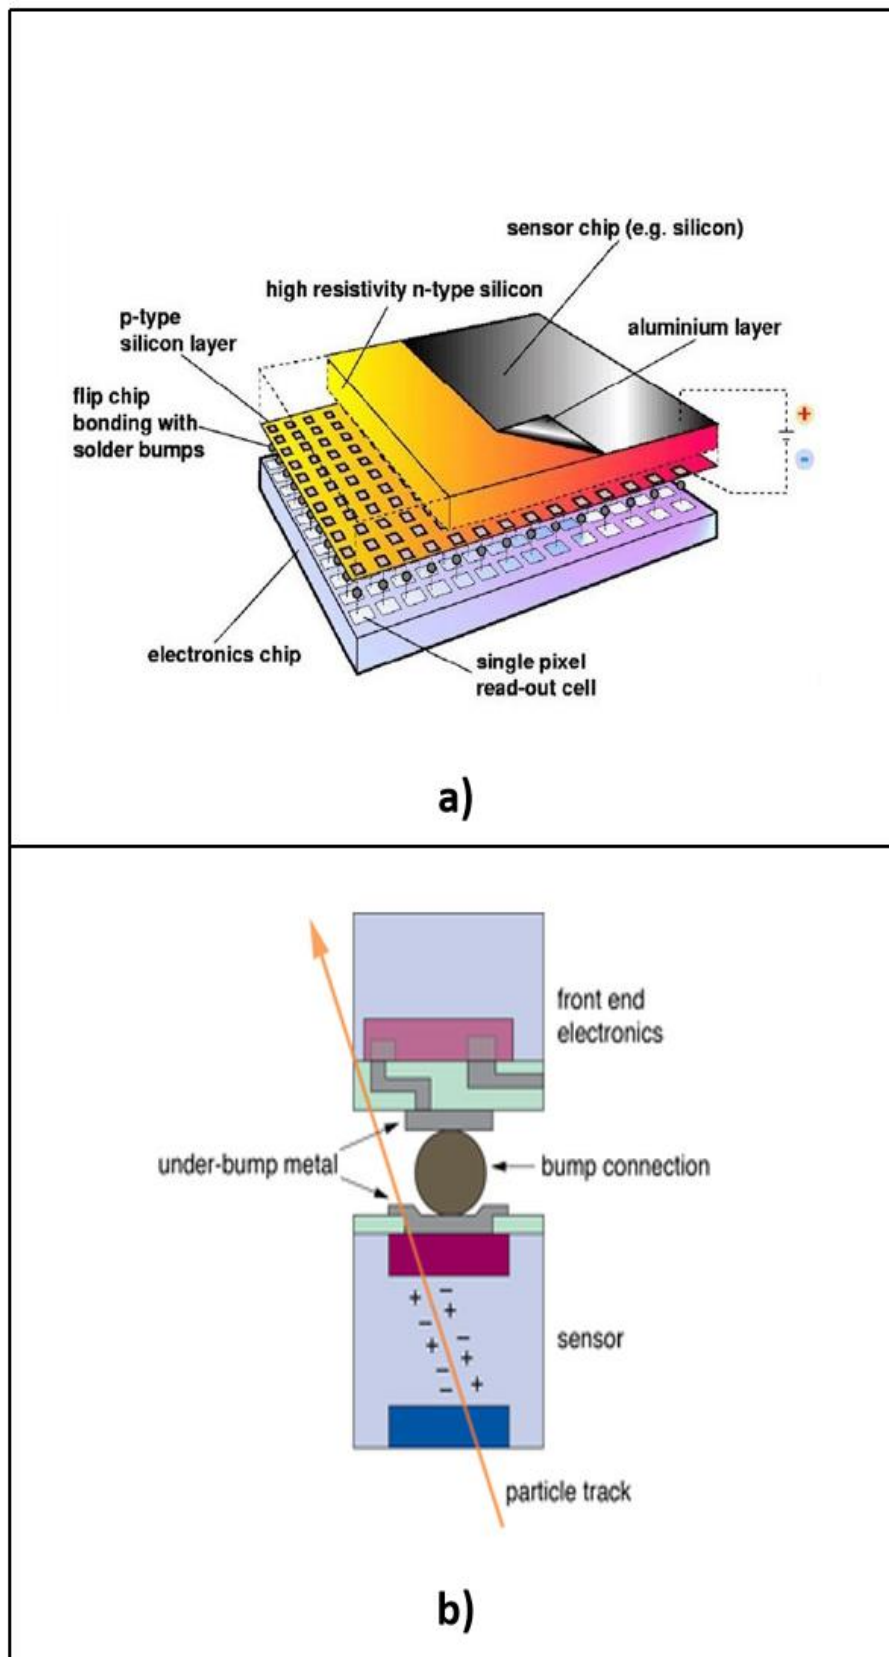 sensor chip (e.g. silicon)
high resistivity n-type silicon
aluminium layer
p-type
silicon layer
flip chip
bonding with
solder bumps
+
-
electronics chip
single pixel
read-out cell
a)
front end
electronics
under-bump metal
bump connection
+ −
+
−
+ −
+
−
− +
sensor
particle track
b)